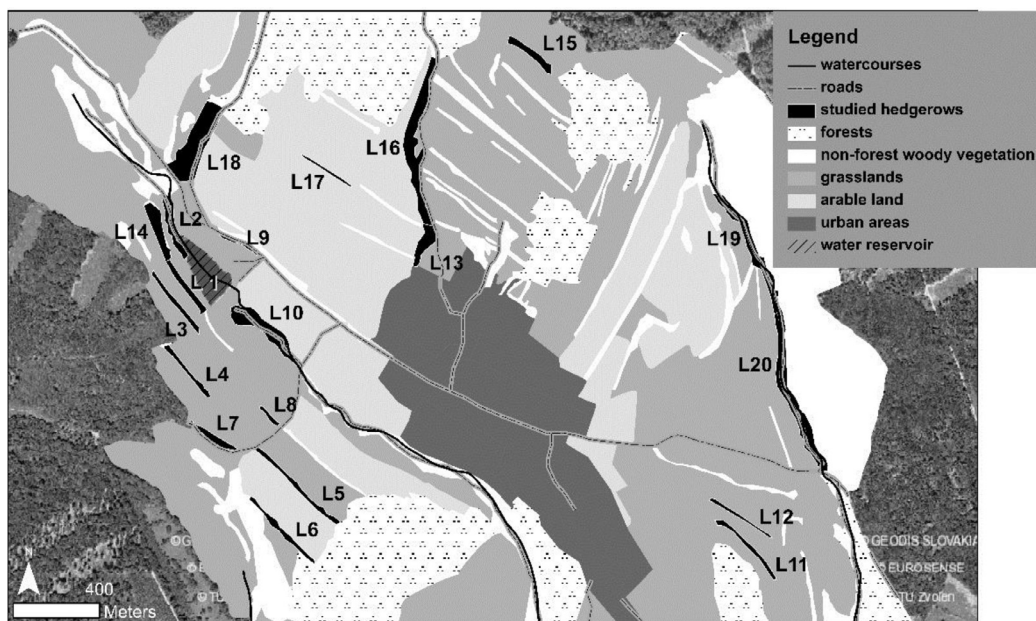 Legend
watercourses
roads
studied hedgerows
forests
non-forest woody vegetation
grasslands
arable land
urban areas
water reservoir
L15
L18
L16
L17
L2
L14
L9
L19
L13
L1
L10
L3
L4
L20
L8
L7
L5
L6
L12
L11
© GEODIS SLOVAKIA
© EUROSENSE
© TU Zvolen
N
400
Meters